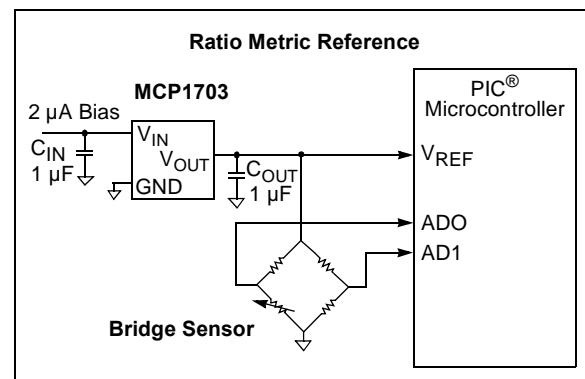 Ratio Metric Reference
MCP1703
PIC®
Microcontroller
2 µA Bias
CIN
1 µF
VIN
VOUT
GND
COUT
1 µF
VREF
ADO
AD1
Bridge Sensor